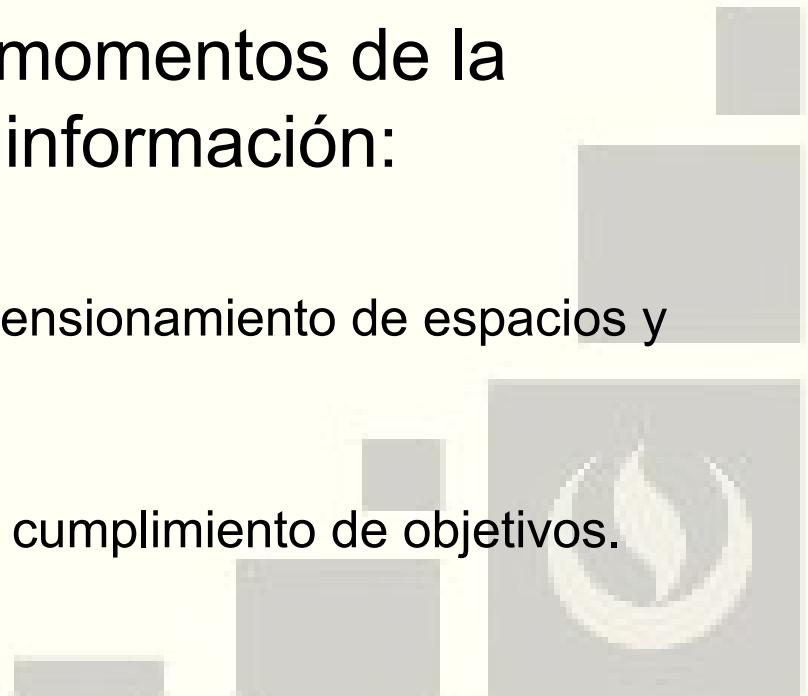 momentos de la
información:
ensionamiento de espacios y
cumplimiento de objetivos.